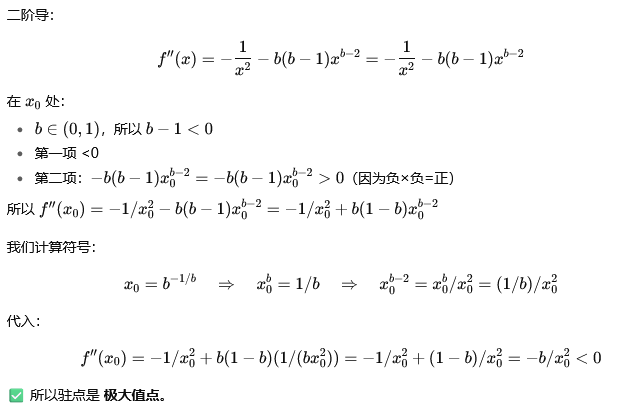 二阶导：
f''(x) = −1/x² − b(b − 1)x^{b−2} = −1/x² − b(b − 1)x^{b−2}
在 x₀ 处：
• b ∈ (0, 1)，所以 b − 1 < 0
• 第一项 <0
• 第二项：−b(b − 1)x₀^{b−2} = −b(b − 1)x₀^{b−2} > 0（因为负×负=正）
所以 f''(x₀) = −1/x₀² − b(b − 1)x₀^{b−2} = −1/x₀² + b(1 − b)x₀^{b−2}
我们计算符号：
x₀ = b^{−1/b} ⇒ x₀^b = 1/b ⇒ x₀^{b−2} = x₀^b/x₀² = (1/b)/x₀²
代入：
f''(x₀) = −1/x₀² + b(1 − b)(1/(bx₀²)) = −1/x₀² + (1 − b)/x₀² = −b/x₀² < 0
✅ 所以驻点是 极大值点。